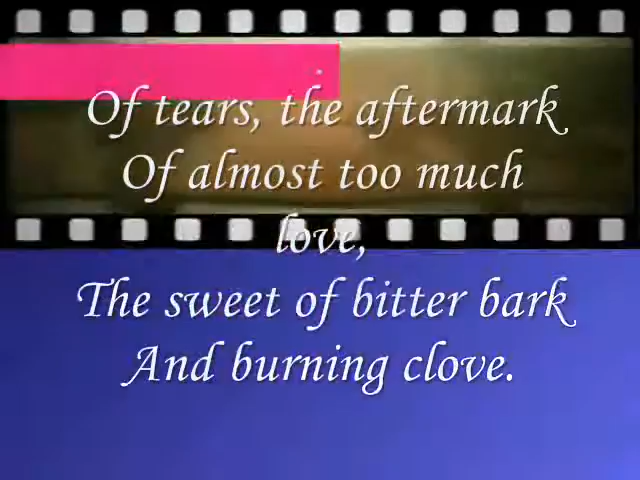 Of tears, the aftermark
Of almost too much
love,
The sweet of bitter bark
And burning clove.